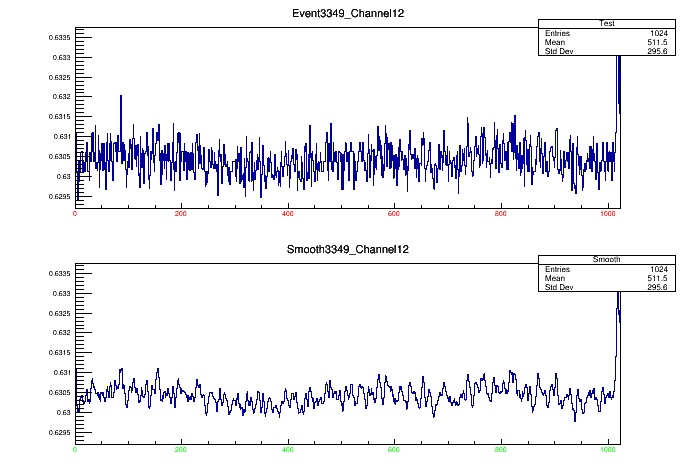 Event3349_Channel12
Test
Entries 1024
Mean 511.5
Std Dev 295.6
0.6335
0.633
0.6325
0.632
0.6315
0.631
0.6305
0.63
0.6295
0 200 400 600 800 1000
Smooth3349_Channel12
Smooth
Entries 1024
Mean 511.5
Std Dev 295.6
0.6335
0.633
0.6325
0.632
0.6315
0.631
0.6305
0.63
0.6295
0 200 400 600 800 1000